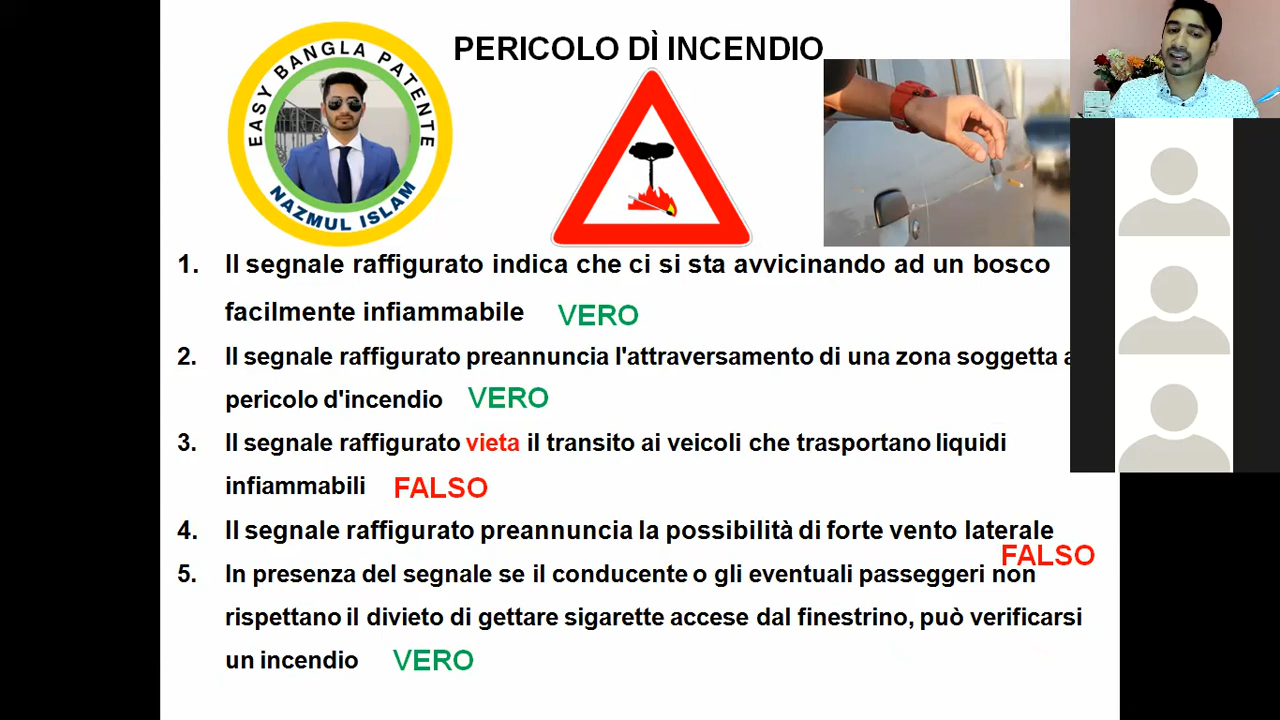 EASY BANGLA PATENTE
NAZMUL ISLAM
PERICOLO DÌ INCENDIO
1. Il segnale raffigurato indica che ci si sta avvicinando ad un bosco
facilmente infiammabile VERO
2. Il segnale raffigurato preannuncia l'attraversamento di una zona soggetta a
pericolo d'incendio VERO
3. Il segnale raffigurato vieta il transito ai veicoli che trasportano liquidi
infiammabili FALSO
4. Il segnale raffigurato preannuncia la possibilità di forte vento laterale
FALSO
5. In presenza del segnale se il conducente o gli eventuali passeggeri non
rispettano il divieto di gettare sigarette accese dal finestrino, può verificarsi
un incendio VERO